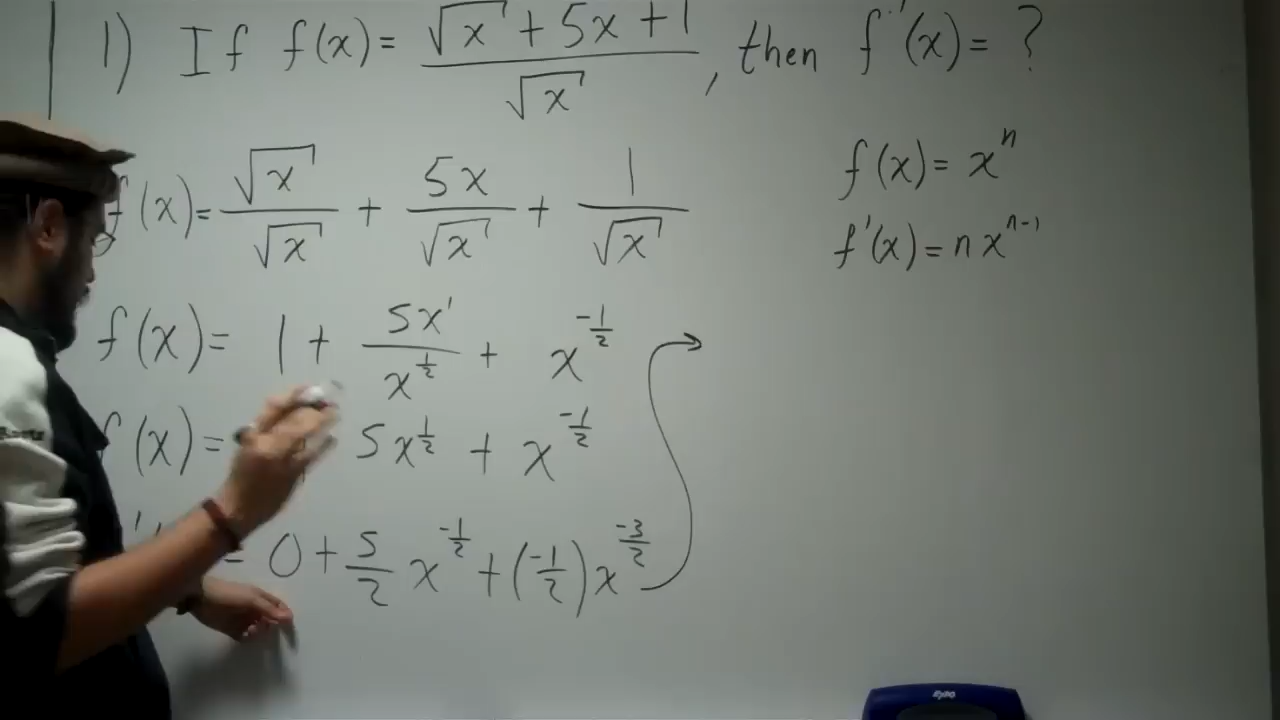 1) If f(x) = (√x + 5x + 1)/√x, then f'(x) = ?
f(x) = √x/√x + 5x/√x + 1/√x
f(x) = x^n
f'(x) = n x^(n-1)
f(x) = 1 + 5x^1/x^(1/2) + x^(-1/2)
f(x) = 5x^(1/2) + x^(-1/2)
= 0 + 5/2 x^(-1/2) + (-1/2) x^(-3/2)
EXPO